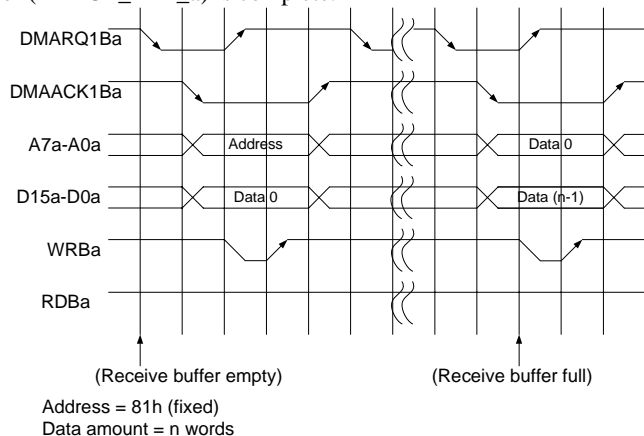 DMARQ1Ba
DMAACK1Ba
A7a-A0a Address Data 0
D15a-D0a Data 0 Data (n-1)
WRBa
RDBa
(Receive buffer empty) (Receive buffer full)
Address = 81h (fixed)
Data amount = n words